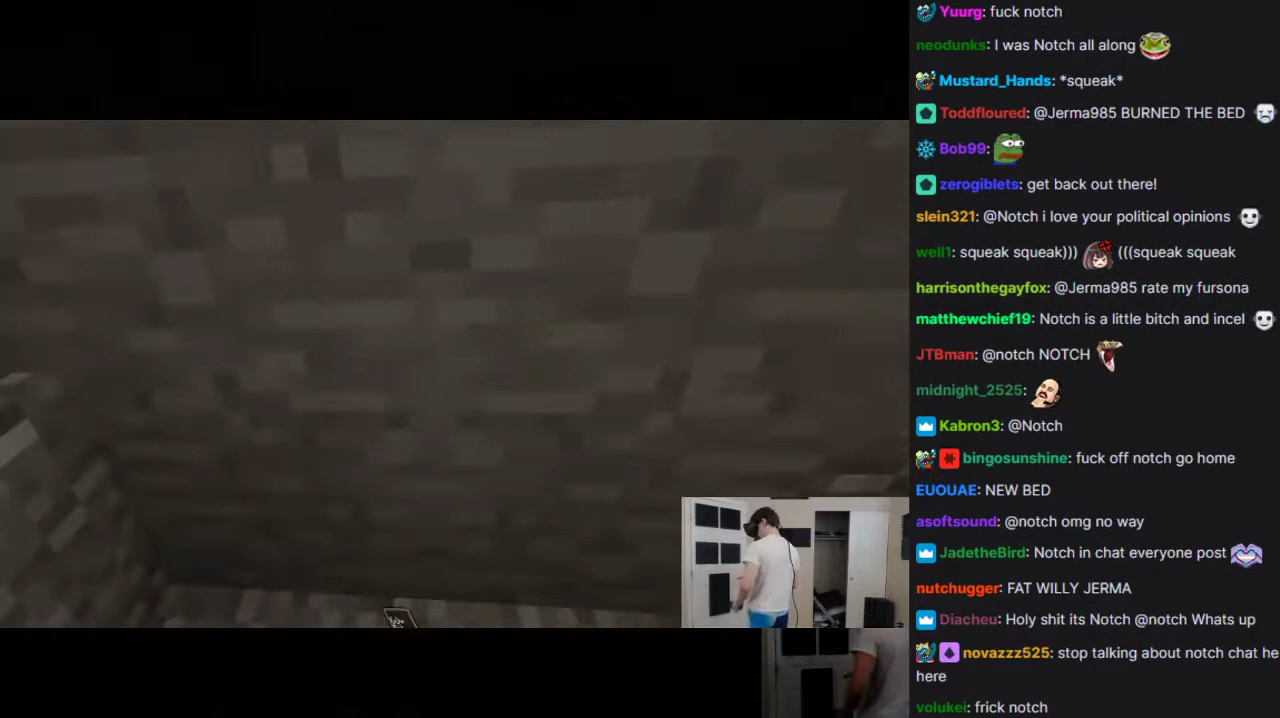 Yuurg: fuck notch
neodunks: I was Notch all along
Mustard_Hands: *squeak*
Toddfloured: @Jerma985 BURNED THE BED
Bob99:
zerogiblets: get back out there!
slein321: @Notch i love your political opinions
well1: squeak squeak))) (((squeak squeak
harrisonthegayfox: @Jerma985 rate my fursona
matthewchief19: Notch is a little bitch and incel
JTBman: @notch NOTCH
midnight_2525:
Kabron3: @Notch
bingosunshine: fuck off notch go home
EUOUAE: NEW BED
asoftsound: @notch omg no way
JadetheBird: Notch in chat everyone post
nutchugger: FAT WILLY JERMA
Diacheu: Holy shit its Notch @notch Whats up
novazzz525: stop talking about notch chat he
here
volukei: frick notch